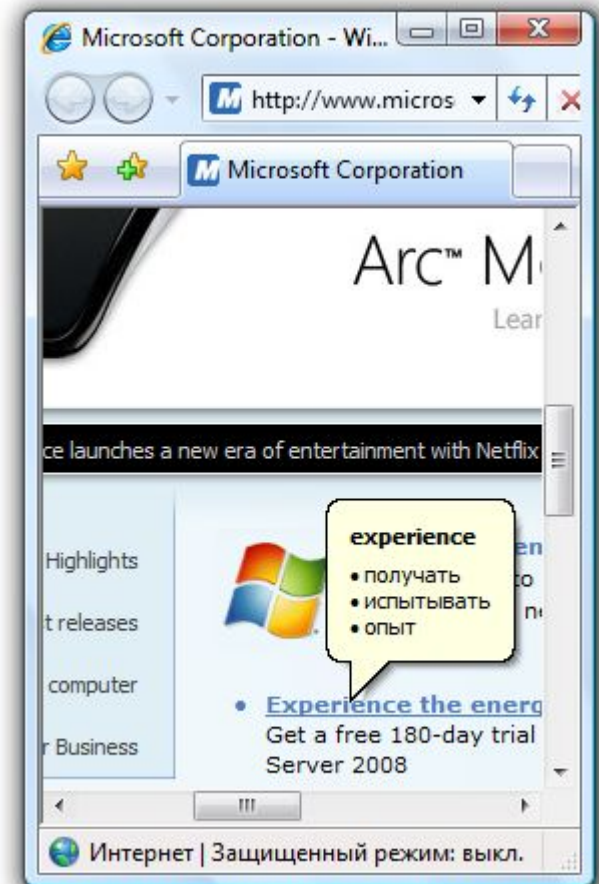 Microsoft Corporation - Wi...
http://www.micros
Microsoft Corporation
Arc™ M
Lear
ce launches a new era of entertainment with Netflix
Highlights
t releases
computer
r Business
experience
• получать
• испытывать
• опыт
en
to
n
• Experience the energ
Get a free 180-day trial
Server 2008
Интернет | Защищенный режим: выкл.